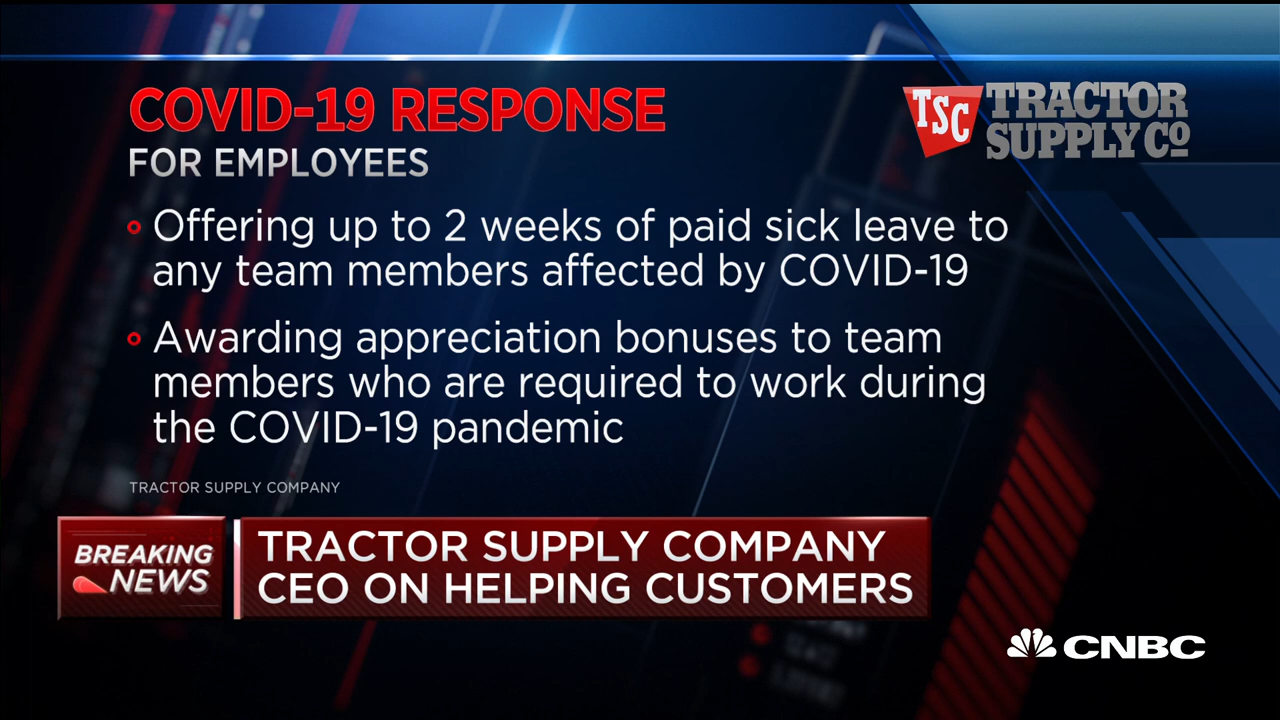 COVID-19 RESPONSE
FOR EMPLOYEES
TSC TRACTOR
SUPPLY CO
Offering up to 2 weeks of paid sick leave to
any team members affected by COVID-19
Awarding appreciation bonuses to team
members who are required to work during
the COVID-19 pandemic
TRACTOR SUPPLY COMPANY
BREAKING
NEWS
TRACTOR SUPPLY COMPANY
CEO ON HELPING CUSTOMERS
CNBC